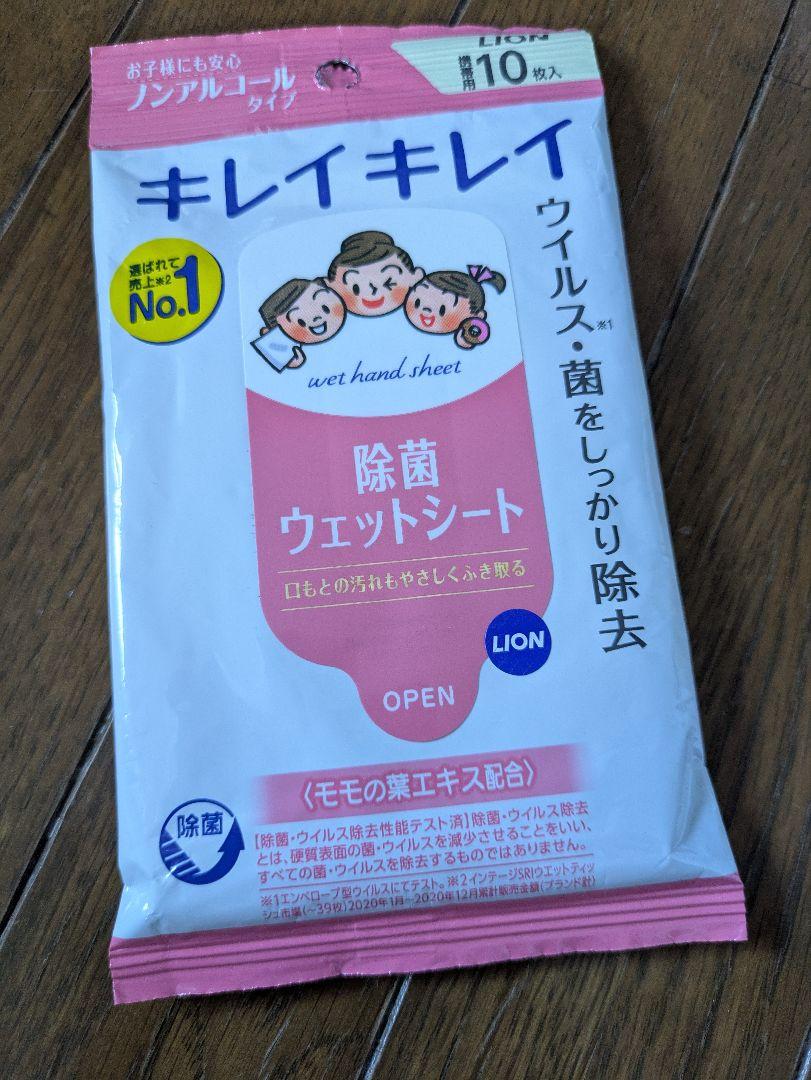 お子様にも安心
ノンアルコール
タイプ
LION
携帯用10枚入
キレイキレイ
選ばれて
売上※2
No.1
wet hand sheet
ウイルス※1・菌をしっかり除去
除菌
ウェットシート
口もとの汚れもやさしくふき取る
LION
OPEN
〈モモの葉エキス配合〉
除菌
【除菌・ウイルス除去性能テスト済】除菌・ウイルス除去
とは、硬質表面の菌・ウイルスを減少させることをいい、
すべての菌・ウイルスを除去するものではありません。
※1エンベロープ型ウイルスにてテスト。※2インテージSRIウエットティッ
シュ市場(~39枚)2020年1月~2020年12月累計販売金額(ブランド計)